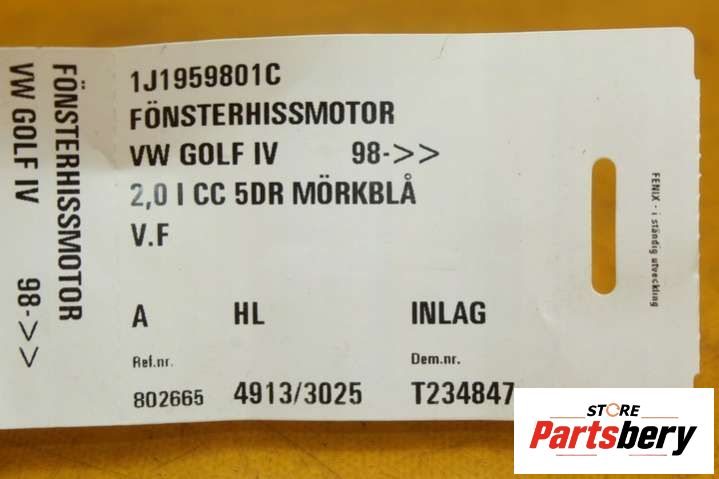 1J1959801C
FÖNSTERHISSMOTOR
VW GOLF IV 98->>
2,0 I CC 5DR MÖRKBLÅ
V.F
A HL INLAG
Ref.nr. Dem.nr.
802665 4913/3025 T234847
FÖNSTERHISSMOTOR
VW GOLF IV 98->>
FENIX - i ständig utveckling
STORE
Partsbery